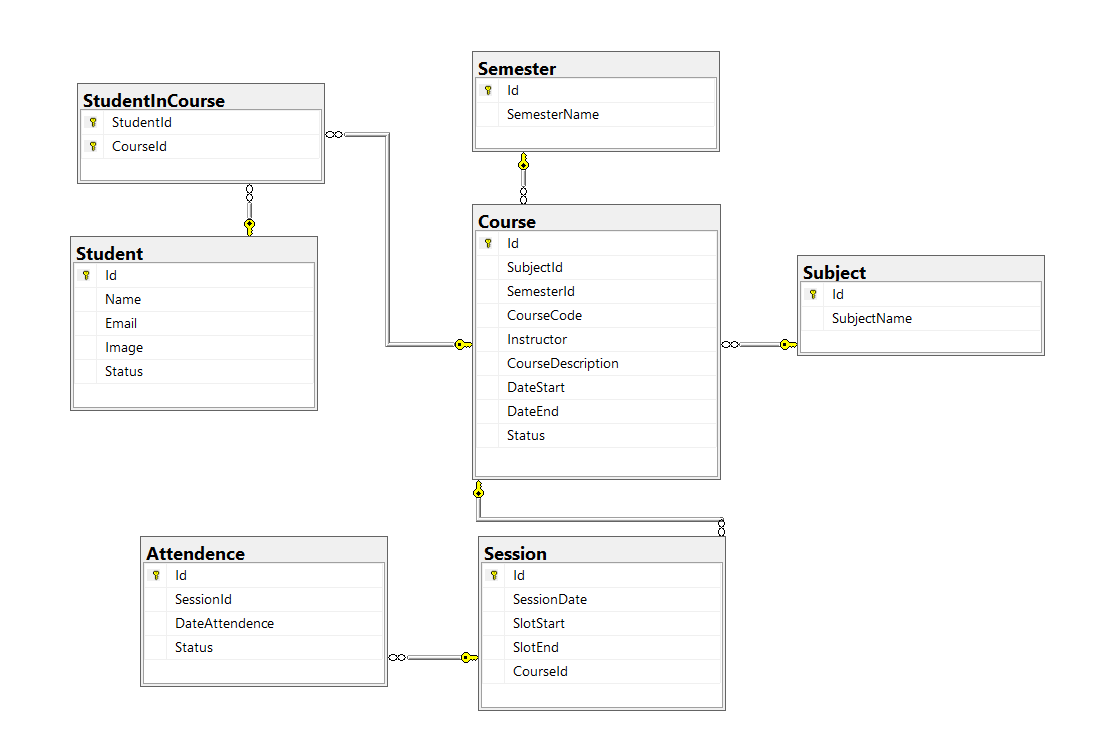 StudentInCourse
StudentId
CourseId
Semester
Id
SemesterName
Student
Id
Name
Email
Image
Status
Course
Id
SubjectId
SemesterId
CourseCode
Instructor
CourseDescription
DateStart
DateEnd
Status
Subject
Id
SubjectName
Attendence
Id
SessionId
DateAttendence
Status
Session
Id
SessionDate
SlotStart
SlotEnd
CourseId